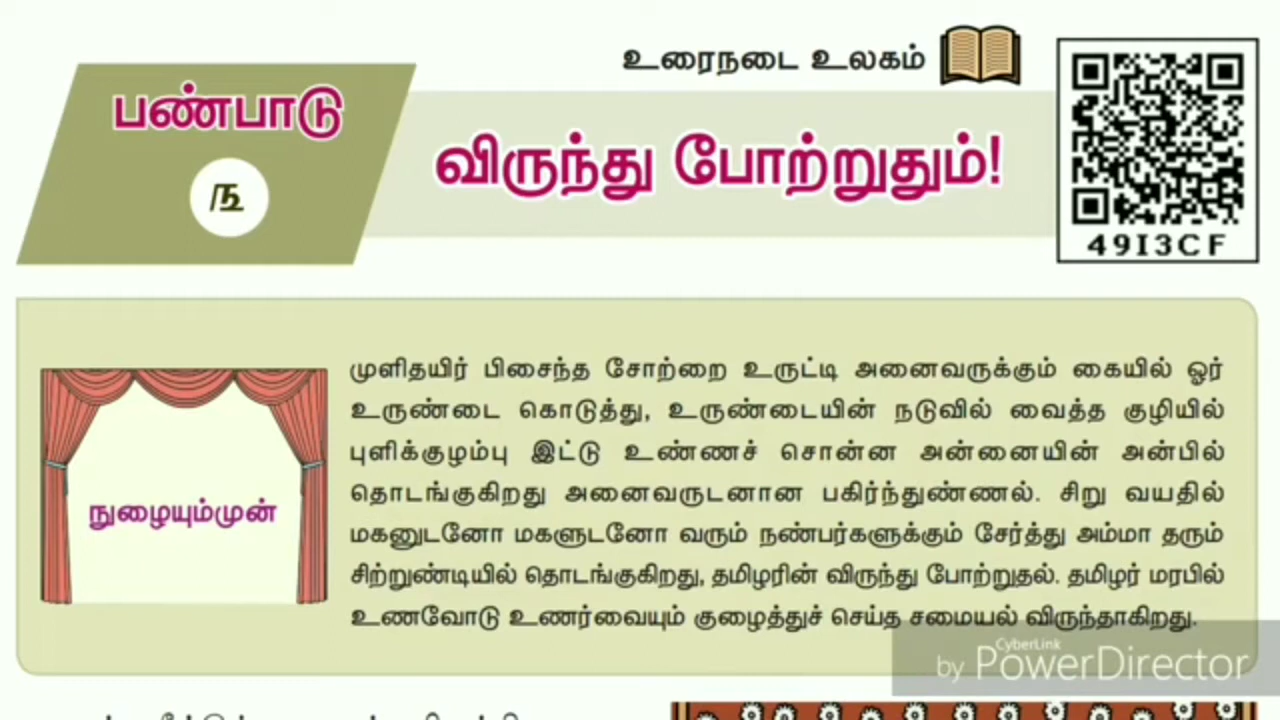 உரைநடை உலகம்
பண்பாடு
௩
விருந்து போற்றுதும்!
49I3CF
முளிதயிர் பிசைந்த சோற்றை உருட்டி அனைவருக்கும் கையில் ஓர்
உருண்டை கொடுத்து, உருண்டையின் நடுவில் வைத்த குழியில்
புளிக்குழம்பு இட்டு உண்ணச் சொன்ன அன்னையின் அன்பில்
தொடங்குகிறது அனைவருடனான பகிர்ந்துண்ணல். சிறு வயதில்
மகனுடனோ மகளுடனோ வரும் நண்பர்களுக்கும் சேர்த்து அம்மா தரும்
சிற்றுண்டியில் தொடங்குகிறது, தமிழரின் விருந்து போற்றுதல். தமிழர் மரபில்
உணவோடு உணர்வையும் குழைத்துச் செய்த சமையல் விருந்தாகிறது.
நுழையும்முன்
CyberLink
by PowerDirector